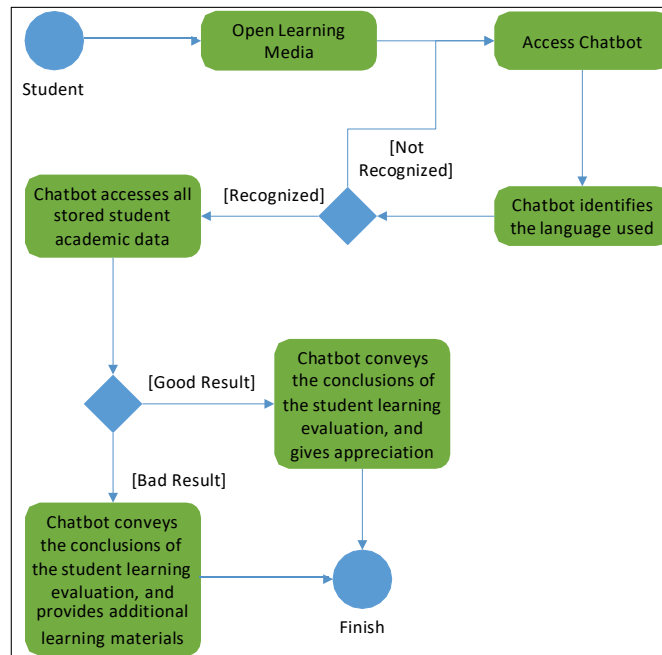 Open Learning
Media
Access Chatbot
Student
[Not
Recognized]
[Recognized]
Chatbot accesses all
stored student
academic data
Chatbot identifies
the language used
[Good Result]
Chatbot conveys
the conclusions of
the student learning
evaluation, and
gives appreciation
[Bad Result]
Chatbot conveys
the conclusions of
the student learning
evaluation, and
provides additional
learning materials
Finish